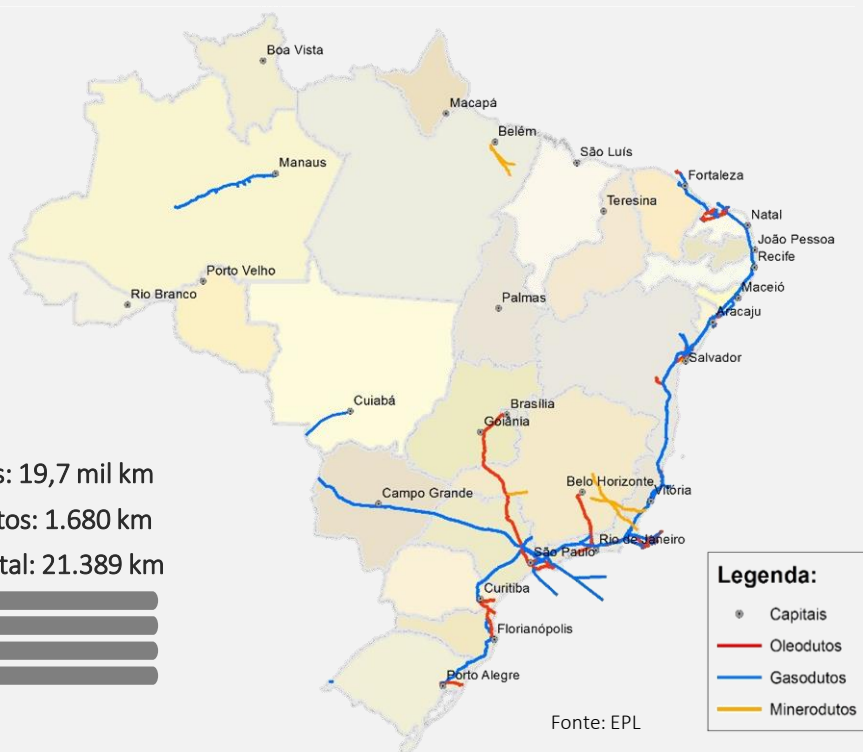 Boa Vista
Macapá
Belém
São Luís
Manaus
Fortaleza
Teresina
Natal
João Pessoa
Recife
Porto Velho
Rio Branco
Palmas
Maceió
Aracaju
Salvador
Cuiabá
Brasília
Goiânia
s: 19,7 mil km
Campo Grande
Belo Horizonte
Vitória
tos: 1.680 km
São Paulo
Rio de Janeiro
tal: 21.389 km
Curitiba
Florianópolis
Porto Alegre
Legenda:
Capitais
Oleodutos
Gasodutos
Minerodutos
Fonte: EPL